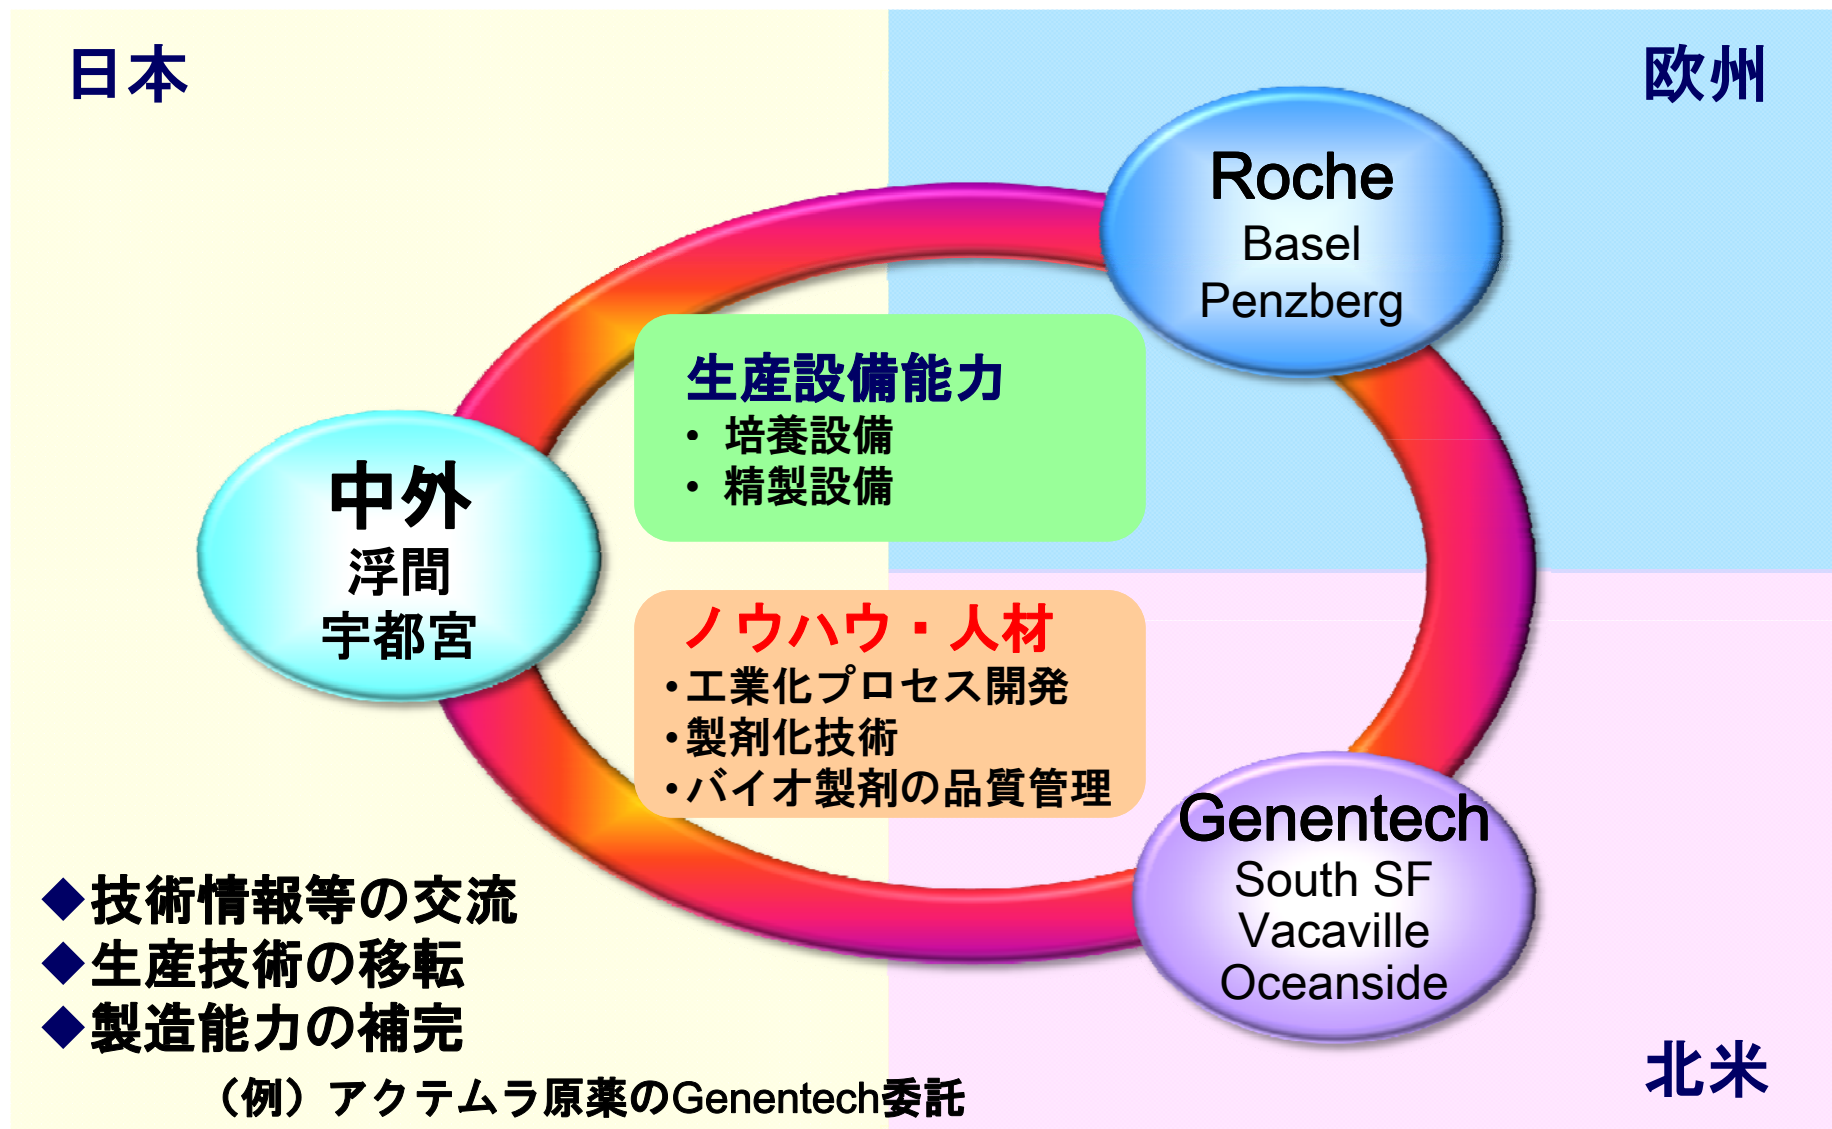 日本
欧州
Roche
Basel
Penzberg
生産設備能力
・ 培養設備
・ 精製設備
中外
浮間
宇都宮
ノウハウ・人材
・工業化プロセス開発
・製剤化技術
・バイオ製剤の品質管理
Genentech
South SF
Vacaville
Oceanside
◆技術情報等の交流
◆生産技術の移転
◆製造能力の補完
（例）アクテムラ原薬のGenentech委託
北米